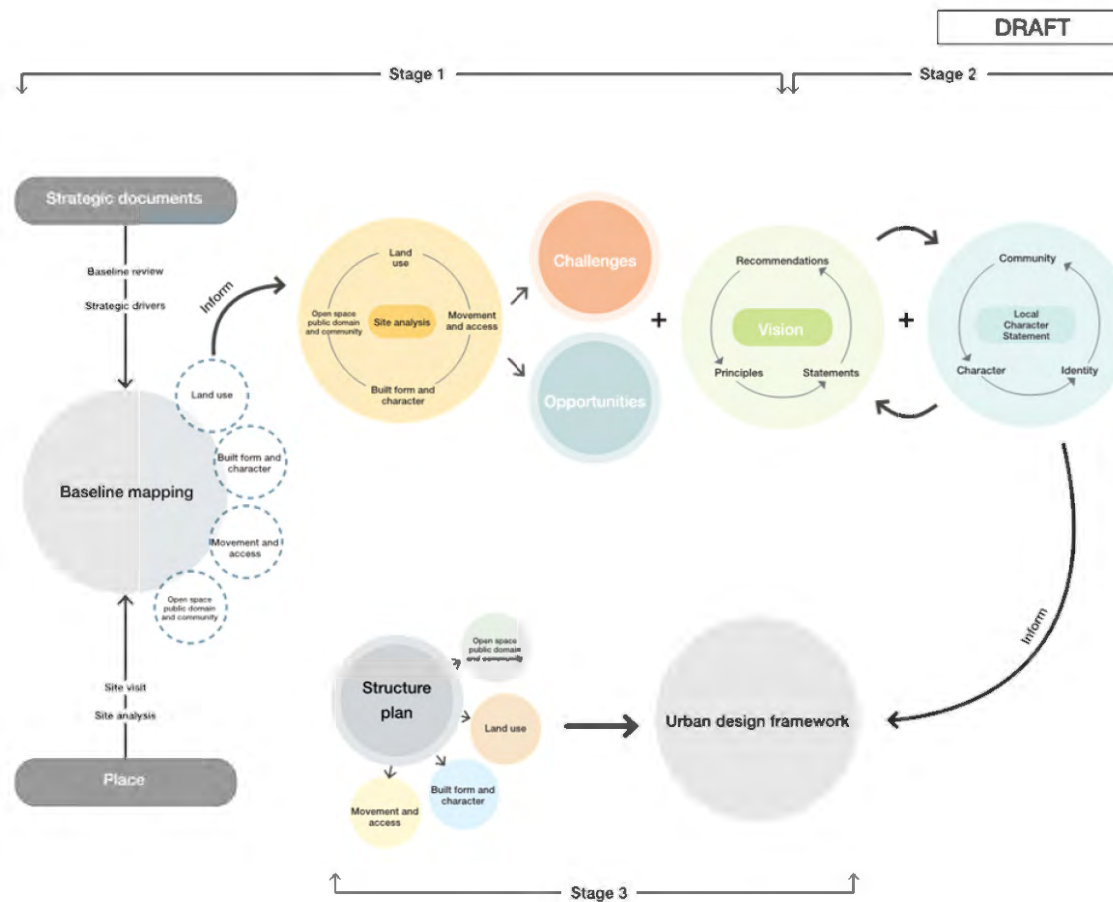 DRAFT
Stage 1
Stage 2
Strategic documents
Baseline review
Strategic drivers
Inform
Land use
Built form and
character
Baseline mapping
Movement and
access
Open space
public domain
and community
Site visit
Site analysis
Place
Land
use
Open space
public domain
and community
Site analysis
Movement
and access
Built form and
character
Challenges
Opportunities
+
Recommendations
Vision
Principles
Statements
+
Community
Local
Character
Statement
Character
Identity
Inform
Structure
plan
Open space
public domain
and community
Land use
Built form and
character
Movement and
access
Urban design framework
Stage 3